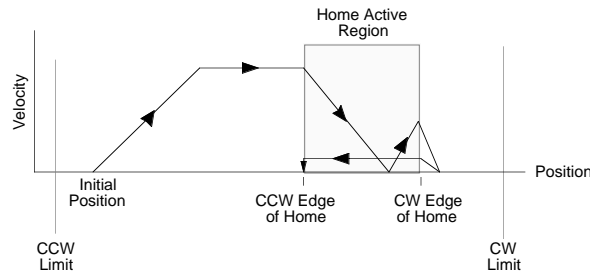 Home Active
Region
Velocity
Position
Initial
Position
CCW Edge
of Home
CW Edge
of Home
CCW
Limit
CW
Limit